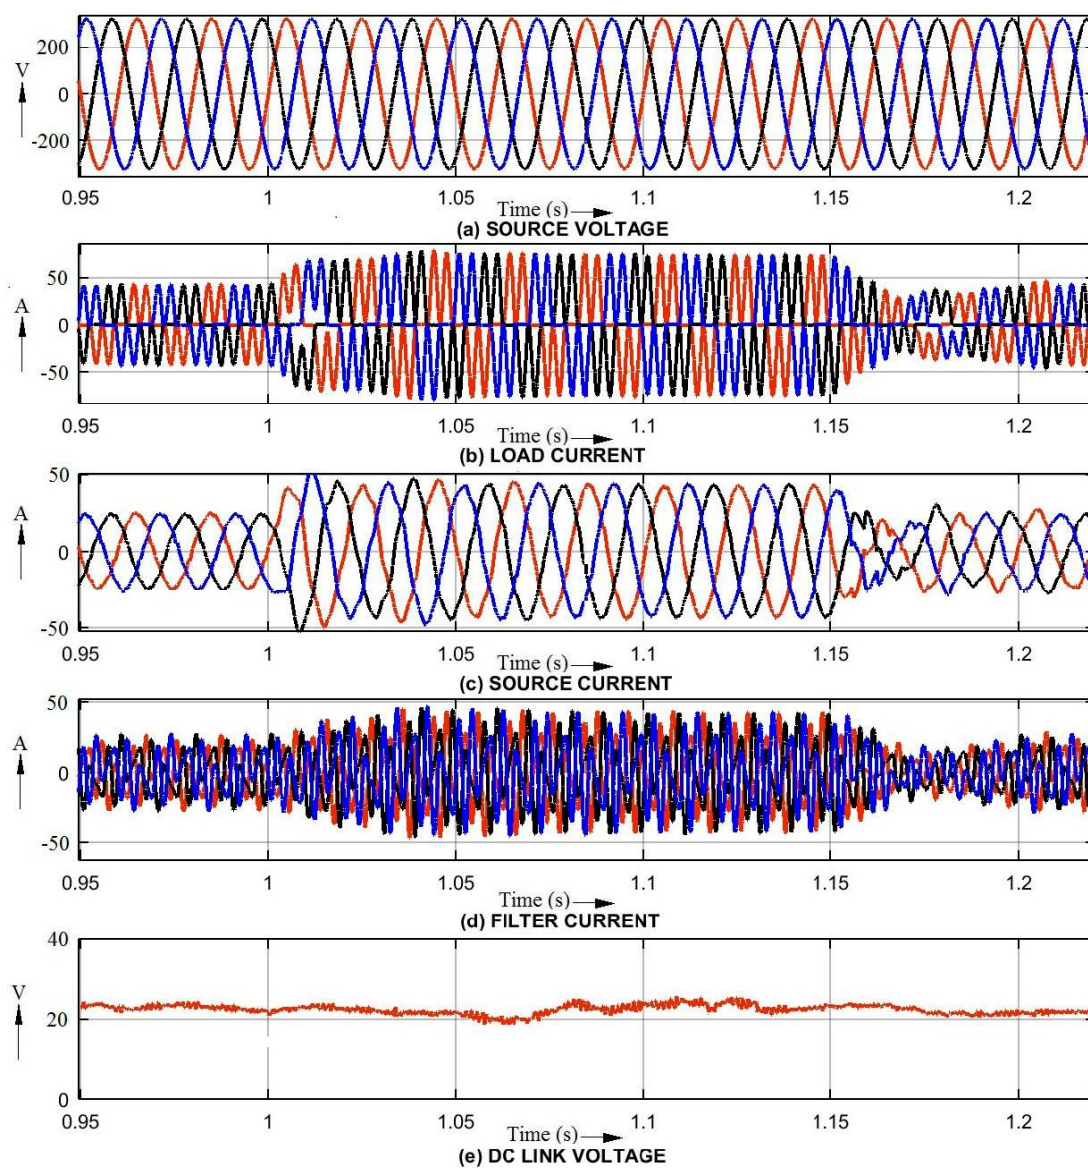 200
V
0
-200
0.95 1 1.05 1.1 1.15 1.2
Time (s)
(a) SOURCE VOLTAGE
50
A
0
-50
0.95 1 1.05 1.1 1.15 1.2
Time (s)
(b) LOAD CURRENT
50
A
0
-50
0.95 1 1.05 1.1 1.15 1.2
Time (s)
(c) SOURCE CURRENT
50
A
0
-50
0.95 1 1.05 1.1 1.15 1.2
Time (s)
(d) FILTER CURRENT
40
V
20
0
0.95 1 1.05 1.1 1.15 1.2
Time (s)
(e) DC LINK VOLTAGE